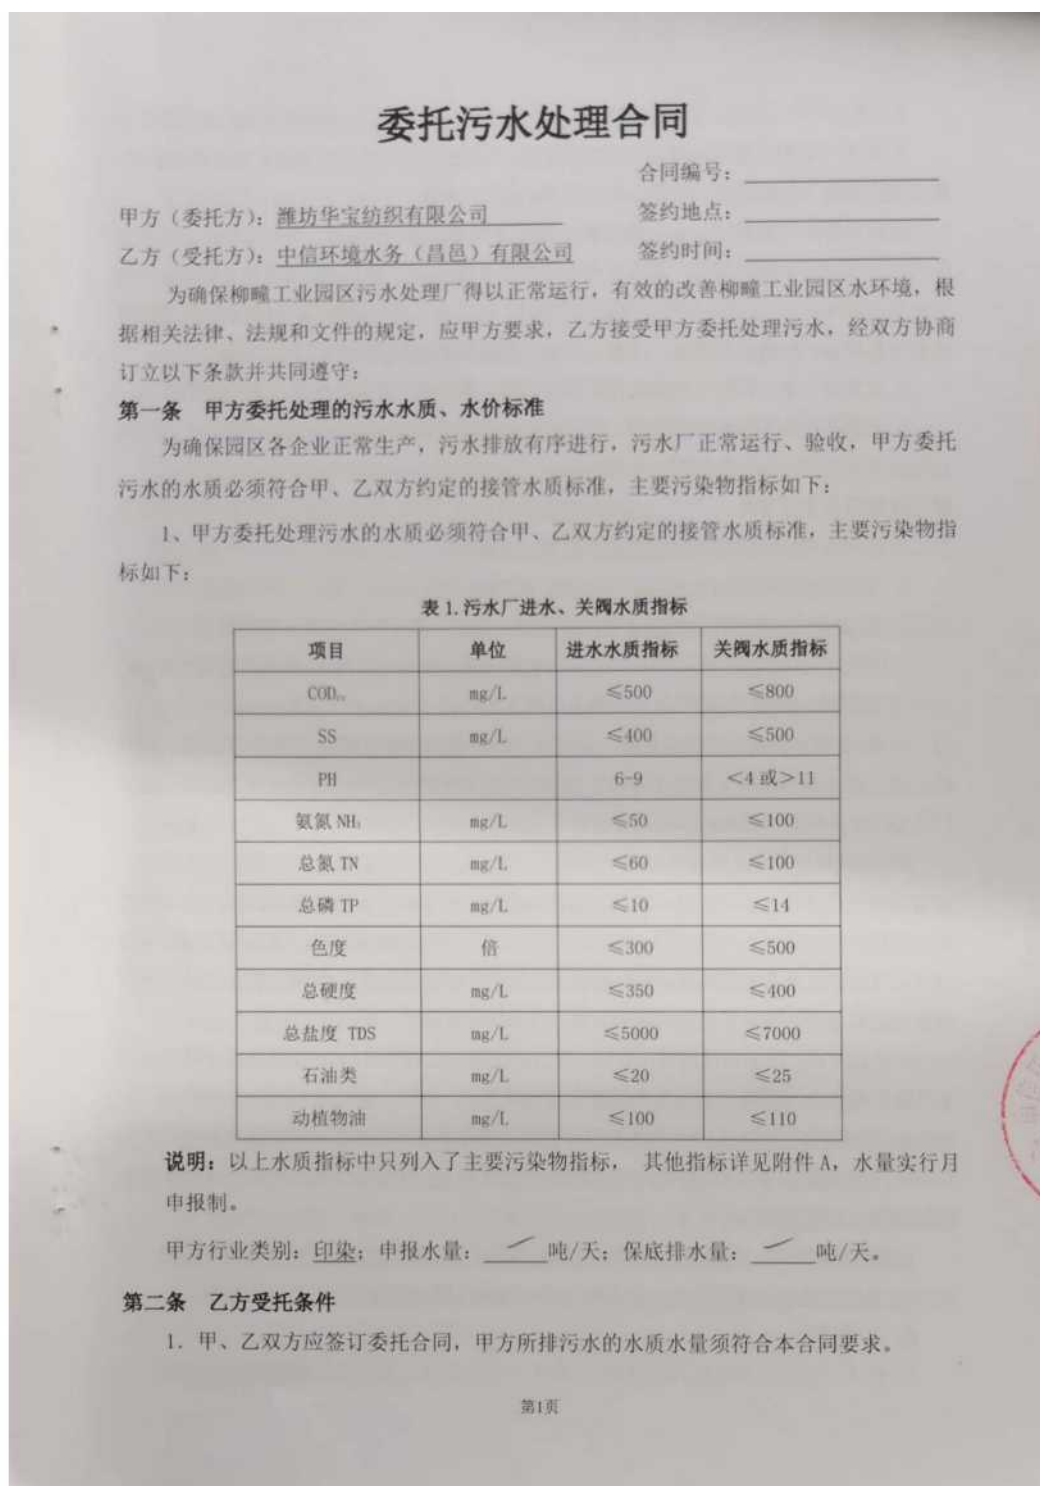 委托污水处理合同
合同编号：
甲方（委托方）：潍坊华宝纺织有限公司 签约地点：
乙方（受托方）：中信环境水务（昌邑）有限公司 签约时间：
为确保柳疃工业园区污水处理厂得以正常运行，有效的改善柳疃工业园区水环境，根
据相关法律、法规和文件的规定，应甲方要求，乙方接受甲方委托处理污水，经双方协商
订立以下条款并共同遵守：
第一条 甲方委托处理的污水水质、水价标准
为确保园区各企业正常生产，污水排放有序进行，污水厂正常运行、验收，甲方委托
污水的水质必须符合甲、乙双方约定的接管水质标准，主要污染物指标如下：
1、甲方委托处理污水的水质必须符合甲、乙双方约定的接管水质标准，主要污染物指
标如下：
表 1.污水厂进水、关阀水质指标
项目 单位 进水水质指标 关阀水质指标
COD mg/L ≤500 ≤800
SS mg/L ≤400 ≤500
PH 6-9 <4 或>11
氨氮 NH₃ mg/L ≤50 ≤100
总氮 TN mg/L ≤60 ≤100
总磷 TP mg/L ≤10 ≤14
色度 倍 ≤300 ≤500
总硬度 mg/L ≤350 ≤400
总盐度 TDS mg/L ≤5000 ≤7000
石油类 mg/L ≤20 ≤25
动植物油 mg/L ≤100 ≤110
说明：以上水质指标中只列入了主要污染物指标， 其他指标详见附件 A，水量实行月
申报制。
甲方行业类别：印染；申报水量： 吨/天；保底排水量： 吨/天。
第二条 乙方受托条件
1．甲、乙双方应签订委托合同，甲方所排污水的水质水量须符合本合同要求。
第1页